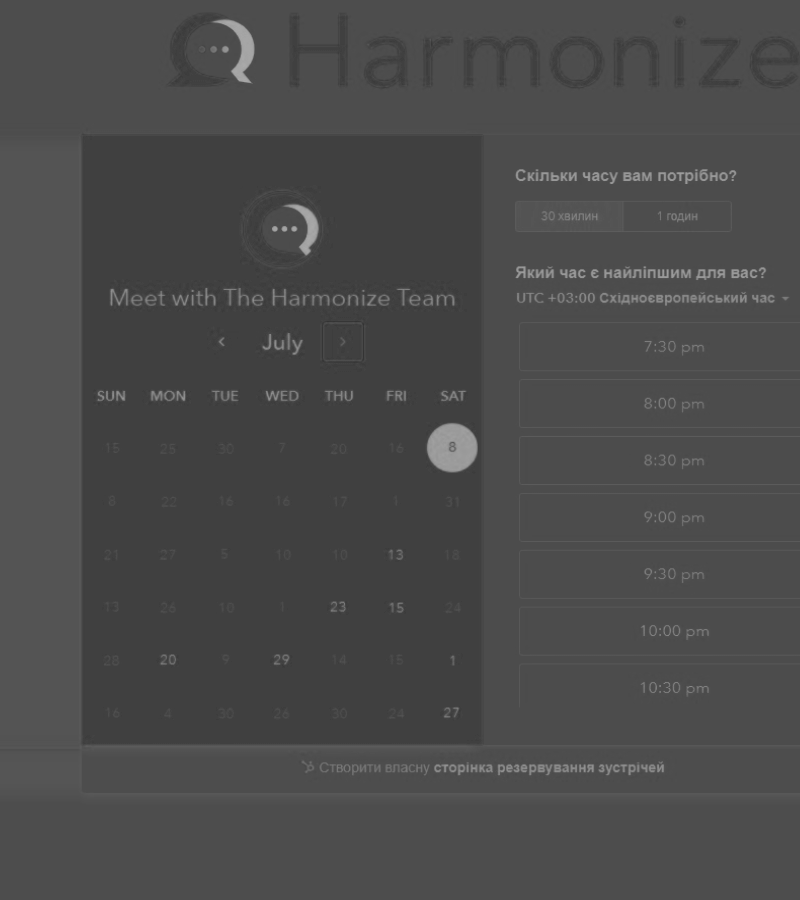 Harmonize
Meet with The Harmonize Team
July
SUN MON TUE WED THU FRI SAT
15 25 30 7 20 16 8
8 22 16 16 17 1 31
21 27 5 10 10 13 18
13 26 10 1 23 15 24
28 20 9 29 14 15 1
16 4 30 26 30 24 27
Скільки часу вам потрібно?
30 хвилин 1 годин
Який час є найліпшим для вас?
UTC +03:00 Східноєвропейський час
7:30 pm
8:00 pm
8:30 pm
9:00 pm
9:30 pm
10:00 pm
10:30 pm
Створити власну сторінка резервування зустрічей